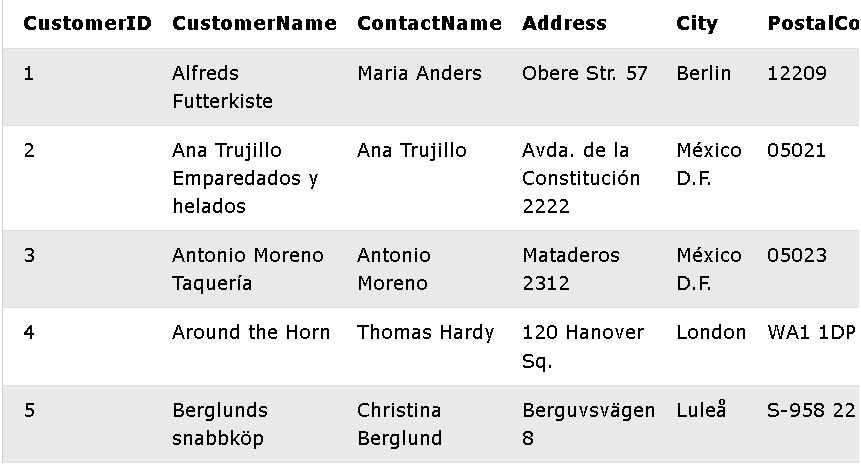 CustomerID CustomerName ContactName Address City PostalCo
1 Alfreds Maria Anders Obere Str. 57 Berlin 12209
Futterkiste
2 Ana Trujillo Ana Trujillo Avda. de la México 05021
Emparedados y Constitución D.F.
helados 2222
3 Antonio Moreno Antonio Mataderos México 05023
Taquería Moreno 2312 D.F.
4 Around the Horn Thomas Hardy 120 Hanover London WA1 1DP
Sq.
5 Berglunds Christina Berguvsvägen Luleå S-958 22
snabbköp Berglund 8